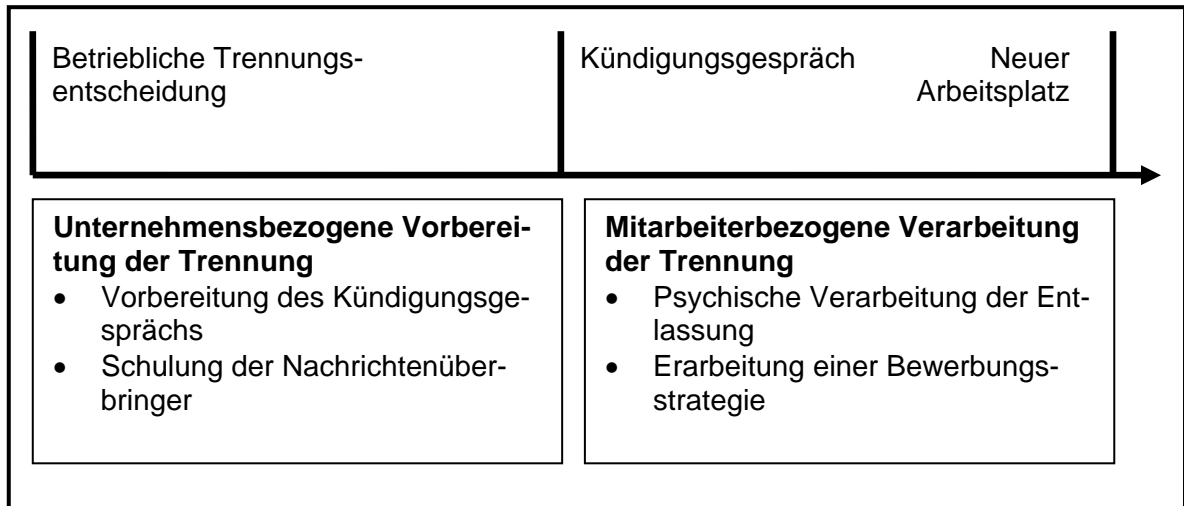 Betriebliche Trennungs-
entscheidung
Kündigungsgespräch
Neuer
Arbeitsplatz
Unternehmensbezogene Vorberei-
tung der Trennung
• Vorbereitung des Kündigungsge-
sprächs
• Schulung der Nachrichtenüber-
bringer
Mitarbeiterbezogene Verarbeitung
der Trennung
• Psychische Verarbeitung der Ent-
lassung
• Erarbeitung einer Bewerbungs-
strategie